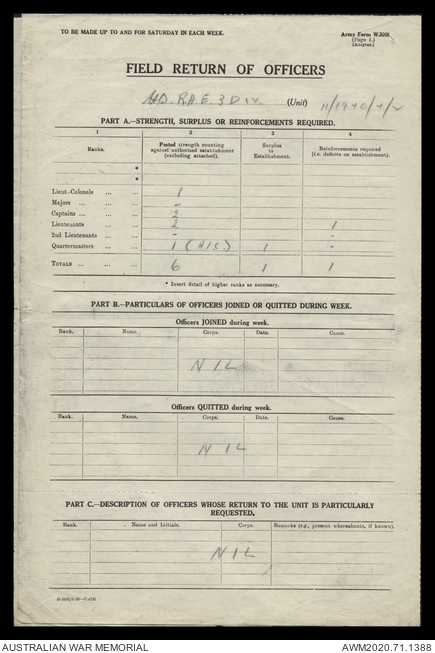 TO BE MADE UP TO AND FOR SATURDAY IN EACH WEEK.
Army Form W.3008
(Page 1.)
(Adapted.)
FIELD RETURN OF OFFICERS
HD. R.A.E. 3 DIV. (Unit) 11/1940/4/2
PART A.—STRENGTH, SURPLUS OR REINFORCEMENTS REQUIRED.
1 2 3 4
Ranks. Posted strength counting against authorised establishment (excluding attached). Surplus to Establishment. Reinforcements required (i.e. deficits on establishment).
*
*
Lieut.-Colonels ... ... 1
Majors ... ... ... -
Captains ... ... ... 2
Lieutenants ... ... 2 1
2nd Lieutenants ... ... - -
Quartermasters ... ... 1 (A.I.C.) 1 -
TOTALS ... ... ... 6 1 1
* Insert detail of higher ranks as necessary.
PART B.—PARTICULARS OF OFFICERS JOINED OR QUITTED DURING WEEK.
Officers JOINED during week.
Rank. Name. Corps. Date. Cause.
NIL
Officers QUITTED during week.
Rank. Name. Corps. Date. Cause.
NIL
PART C.—DESCRIPTION OF OFFICERS WHOSE RETURN TO THE UNIT IS PARTICULARLY
REQUESTED.
Rank. Name and Initials. Corps. Remarks (e.g., present whereabouts, if known).
NIL
AUSTRALIAN WAR MEMORIAL AWM2020.71.1388